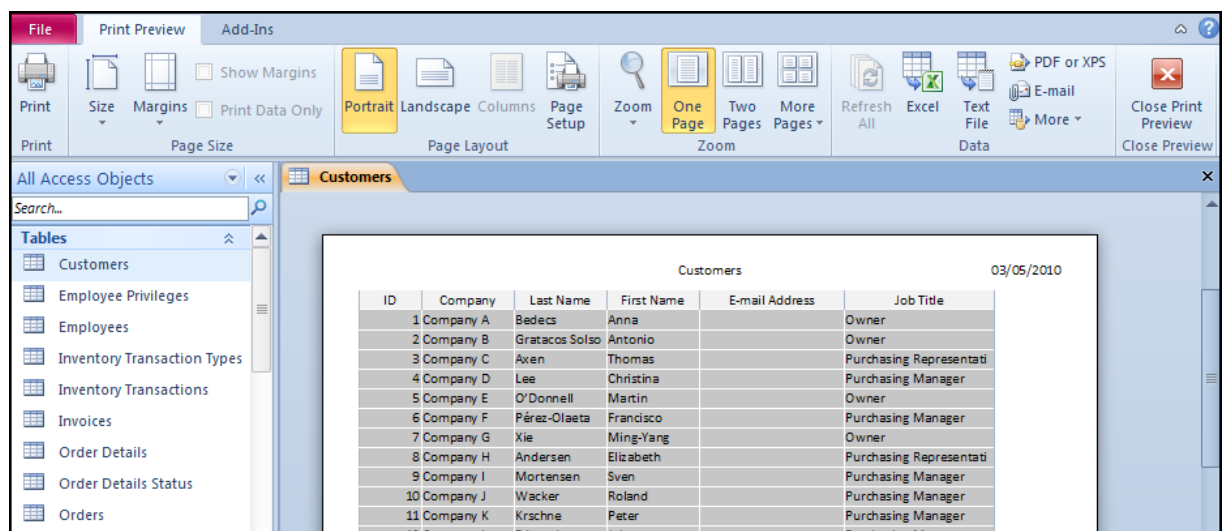 File Print Preview Add-Ins
Show Margins
Print Data Only
Print Size Margins Portrait Landscape Columns Page Setup Zoom One Page Two Pages More Pages Refresh All Excel Text File PDF or XPS E-mail More Close Print Preview
Print Page Size Page Layout Zoom Data Close Preview
All Access Objects
Search...
Tables
Customers
Employee Privileges
Employees
Inventory Transaction Types
Inventory Transactions
Invoices
Order Details
Order Details Status
Orders
Customers
Customers 03/05/2010
ID Company Last Name First Name E-mail Address Job Title
1 Company A Bedecs Anna Owner
2 Company B Gratacos Solso Antonio Owner
3 Company C Axen Thomas Purchasing Representati
4 Company D Lee Christina Purchasing Manager
5 Company E O'Donnell Martin Owner
6 Company F Pérez-Olaeta Francisco Purchasing Manager
7 Company G Xie Ming-Yang Owner
8 Company H Andersen Elizabeth Purchasing Representati
9 Company I Mortensen Sven Purchasing Manager
10 Company J Wacker Roland Purchasing Manager
11 Company K Krschne Peter Purchasing Manager